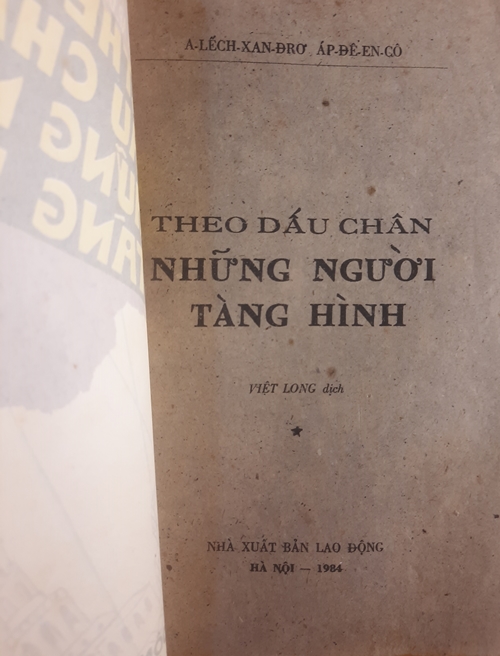 A-LẾCH-XAN-ĐRƠ ÁP-ĐÊ-EN-CÔ
THEO DẤU CHÂN
NHỮNG NGƯỜI
TÀNG HÌNH
VIỆT LONG dịch
NHÀ XUẤT BẢN LAO ĐỘNG
HÀ NỘI — 1984